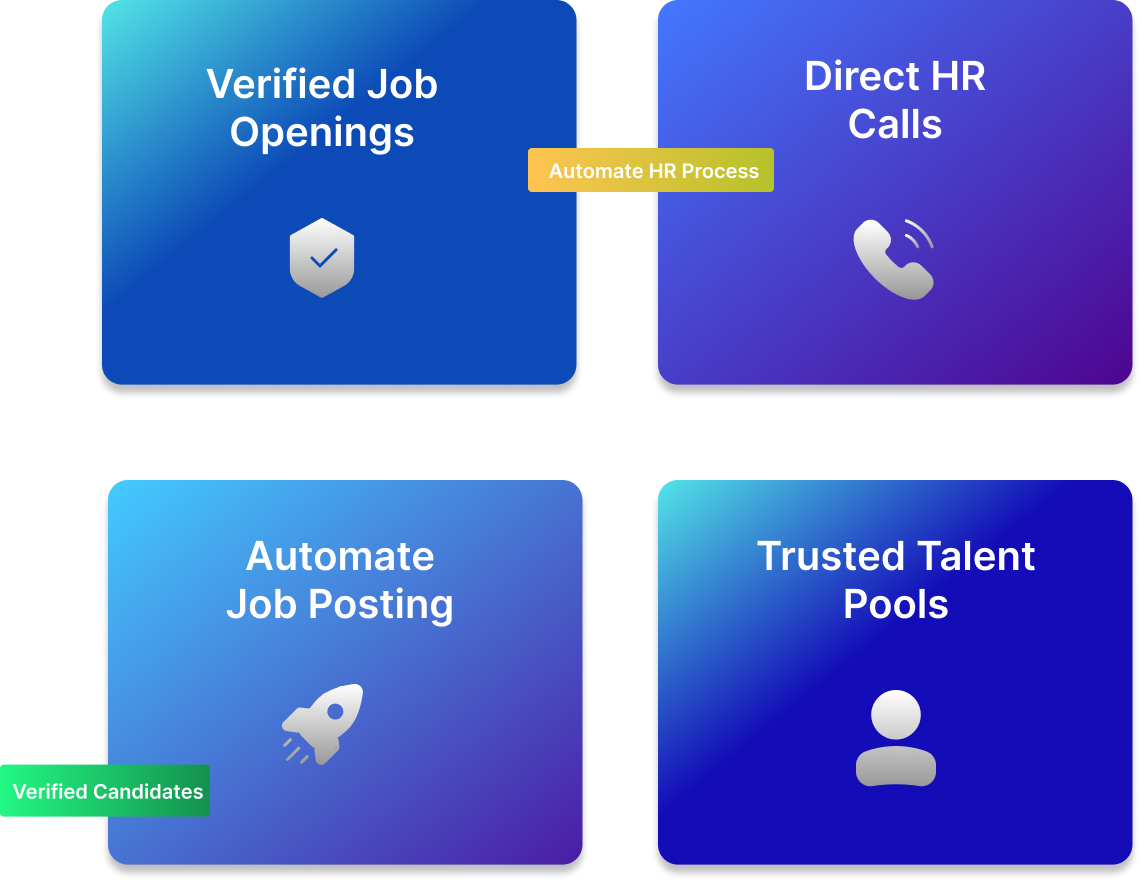 Verified Job
Openings
Direct HR
Calls
Automate HR Process
Automate
Job Posting
Trusted Talent
Pools
Verified Candidates